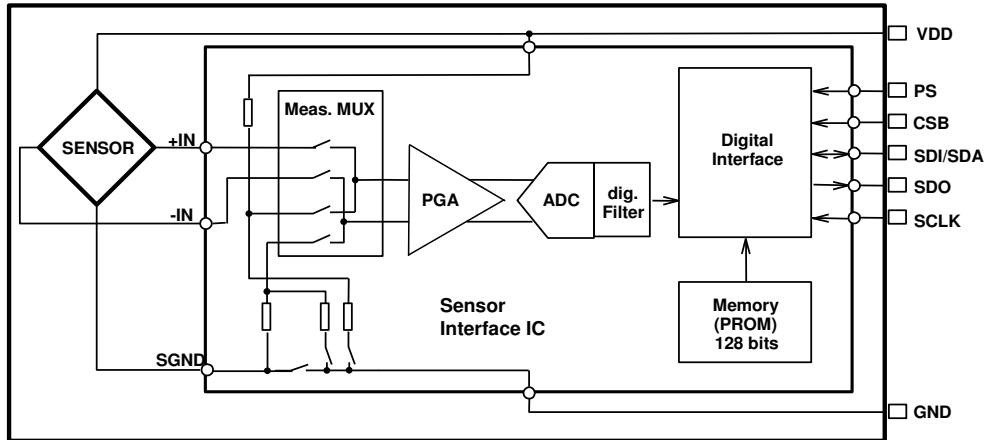 VDD
PS
CSB
SDI/SDA
SDO
SCLK
GND
SENSOR
+IN
-IN
SGND
Meas. MUX
PGA
ADC
dig.
Filter
Digital
Interface
Memory
(PROM)
128 bits
Sensor
Interface IC